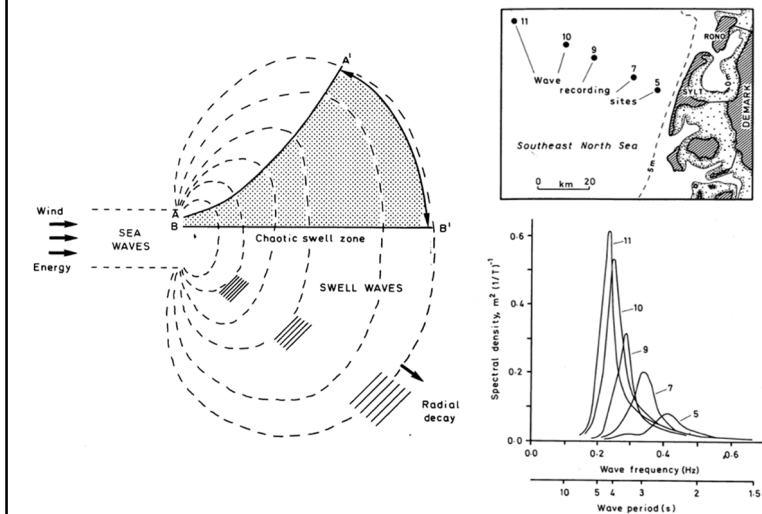 A'
Wind
A
B
SEA
WAVES
Energy
Chaotic swell zone
B'
SWELL WAVES
Radial
decay
11
10
9
7
5
Wave
recording
sites
RONO
SYLT
DEMARK
Southeast North Sea
5m
0 km 20
Spectral density, m² (1/T)⁻¹
0.6
0.4
0.2
0.0
11
10
9
7
5
0.0 0.2 0.4 0.6
Wave frequency (Hz)
10 5 4 3 2 1.5
Wave period (s)